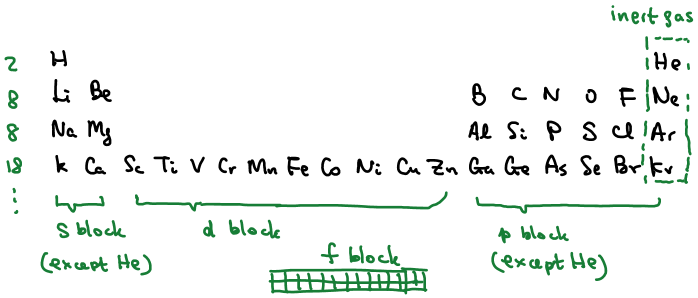 inert gas
2 H He
8 Li Be B C N O F Ne
8 Na Mg Al Si P S Cl Ar
18 K Ca Sc Ti V Cr Mn Fe Co Ni Cu Zn Ga Ge As Se Br Kr
s block d block p block
(except He) f block (except He)